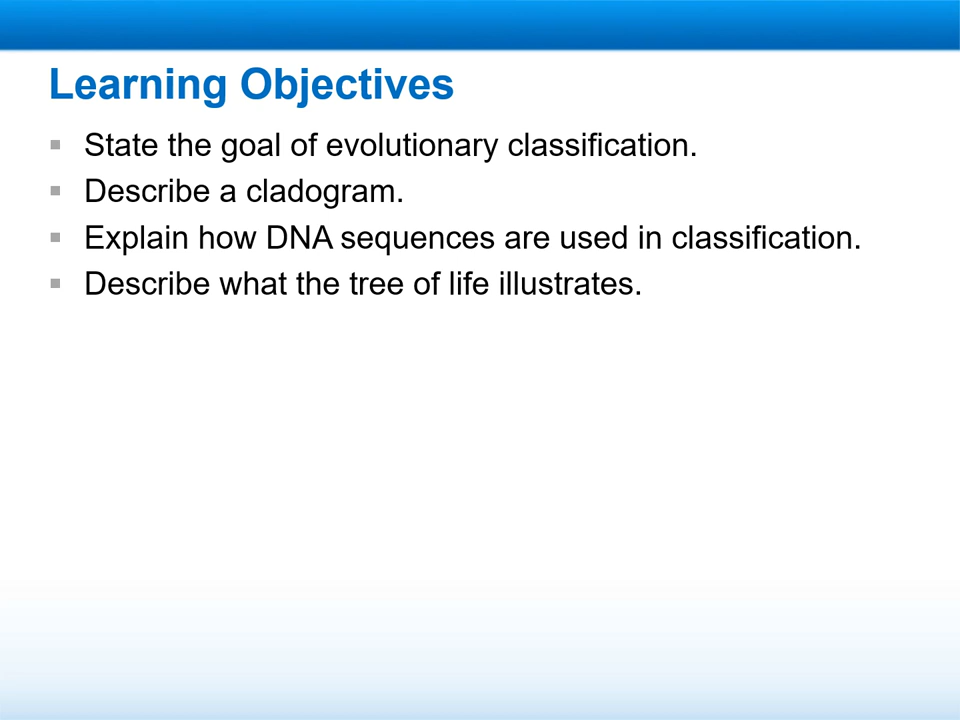 Learning Objectives
▪ State the goal of evolutionary classification.
▪ Describe a cladogram.
▪ Explain how DNA sequences are used in classification.
▪ Describe what the tree of life illustrates.